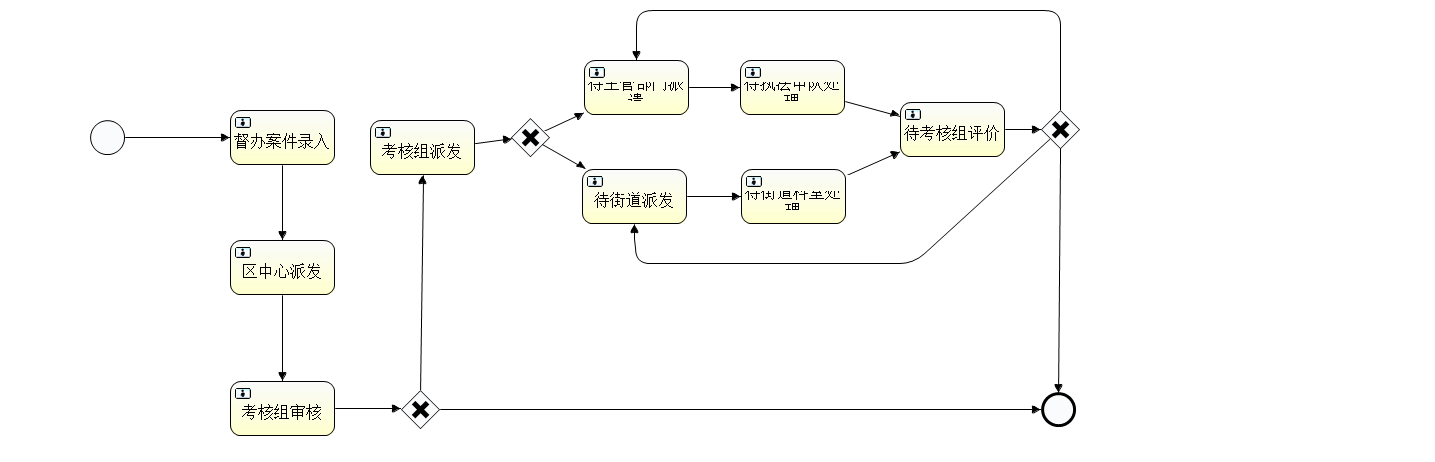 督办案件录入
区中心派发
考核组审核
考核组派发
待主管部门派
遣
待执法中队处
理
待街道派发
待街道科室处
理
待考核组评价